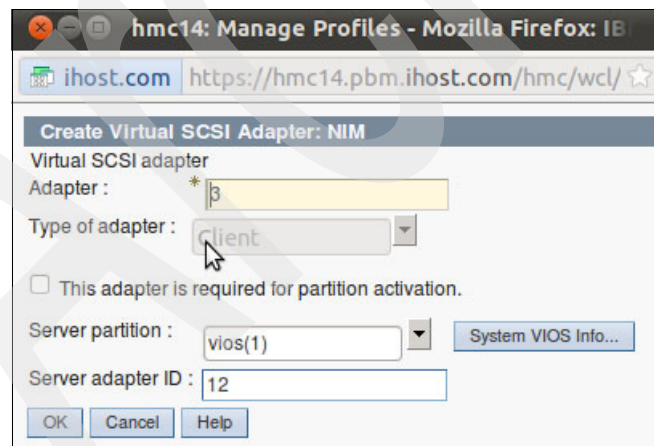 hmc14: Manage Profiles - Mozilla Firefox: IB
ihost.com https://hmc14.pbm.ihost.com/hmc/wcl/
Create Virtual SCSI Adapter: NIM
Virtual SCSI adapter
Adapter : * 3
Type of adapter : Client
This adapter is required for partition activation.
Server partition : vios(1) System VIOS Info...
Server adapter ID : 12
OK Cancel Help